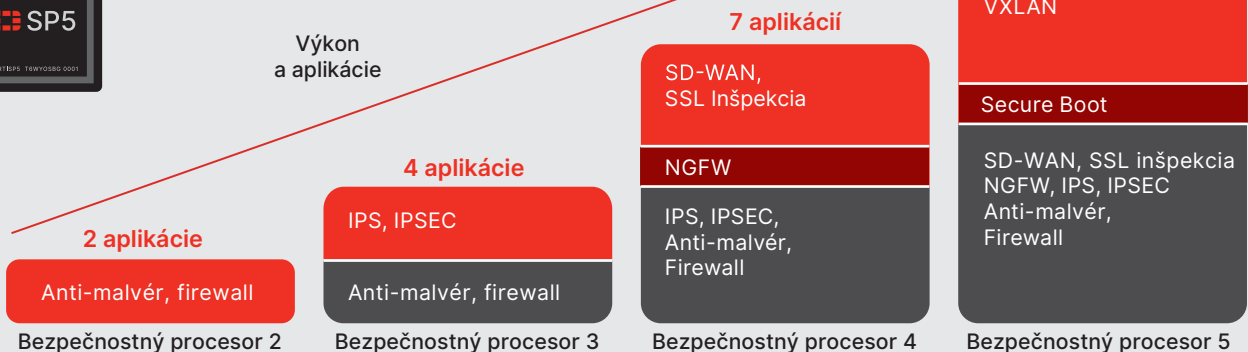 SP5
T6WYOSBG 0001
Výkon
a aplikácie
2 aplikácie
Anti-malvér, firewall
Bezpečnostný procesor 2
4 aplikácie
IPS, IPSEC
Anti-malvér, firewall
Bezpečnostný procesor 3
7 aplikácií
SD-WAN,
SSL Inšpekcia
NGFW
IPS, IPSEC,
Anti-malvér,
Firewall
Bezpečnostný procesor 4
VXLAN
Secure Boot
SD-WAN, SSL inšpekcia
NGFW, IPS, IPSEC
Anti-malvér,
Firewall
Bezpečnostný procesor 5